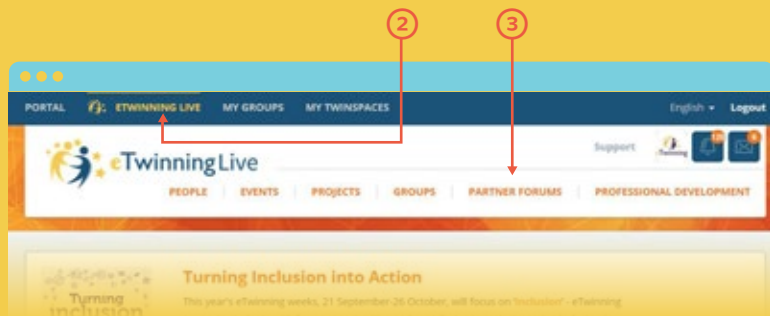 2 3
PORTAL ETWINNING LIVE MY GROUPS MY TWINSPACES English Logout
eTwinningLive Support
PEOPLE EVENTS PROJECTS GROUPS PARTNER FORUMS PROFESSIONAL DEVELOPMENT
Turning Inclusion into Action
This year's eTwinning weeks, 21 September-26 October, will focus on 'Inclusion' - eTwinning
Turning
inclusion